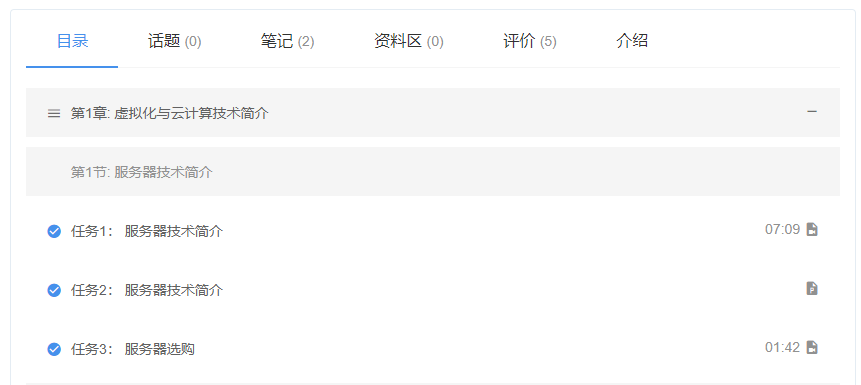 目录 话题 (0) 笔记 (2) 资料区 (0) 评价 (5) 介绍
第1章: 虚拟化与云计算技术简介
第1节: 服务器技术简介
任务1： 服务器技术简介 07:09
任务2： 服务器技术简介
任务3： 服务器选购 01:42